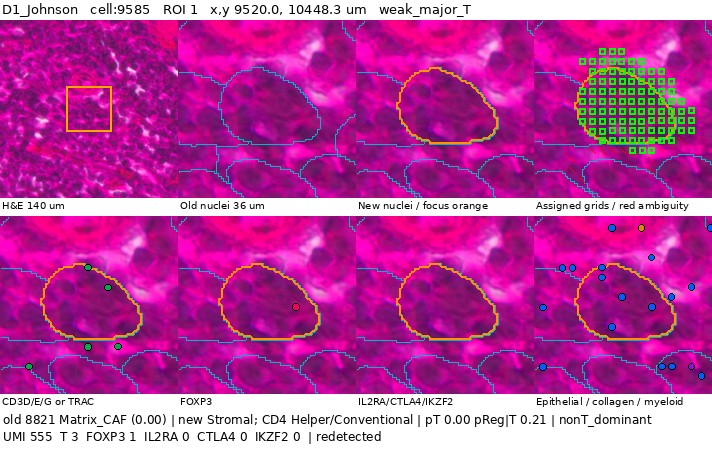 D1_Johnson cell:9585 ROI 1 x,y 9520.0, 10448.3 um weak_major_T
H&E 140 um
Old nuclei 36 um
New nuclei / focus orange
Assigned grids / red ambiguity
CD3D/E/G or TRAC
FOXP3
IL2RA/CTLA4/IKZF2
Epithelial / collagen / myeloid
old 8821 Matrix_CAF (0.00) | new Stromal; CD4 Helper/Conventional | pT 0.00 pReg|T 0.21 | nonT_dominant
UMI 555 T 3 FOXP3 1 IL2RA 0 CTLA4 0 IKZF2 0 | redetected